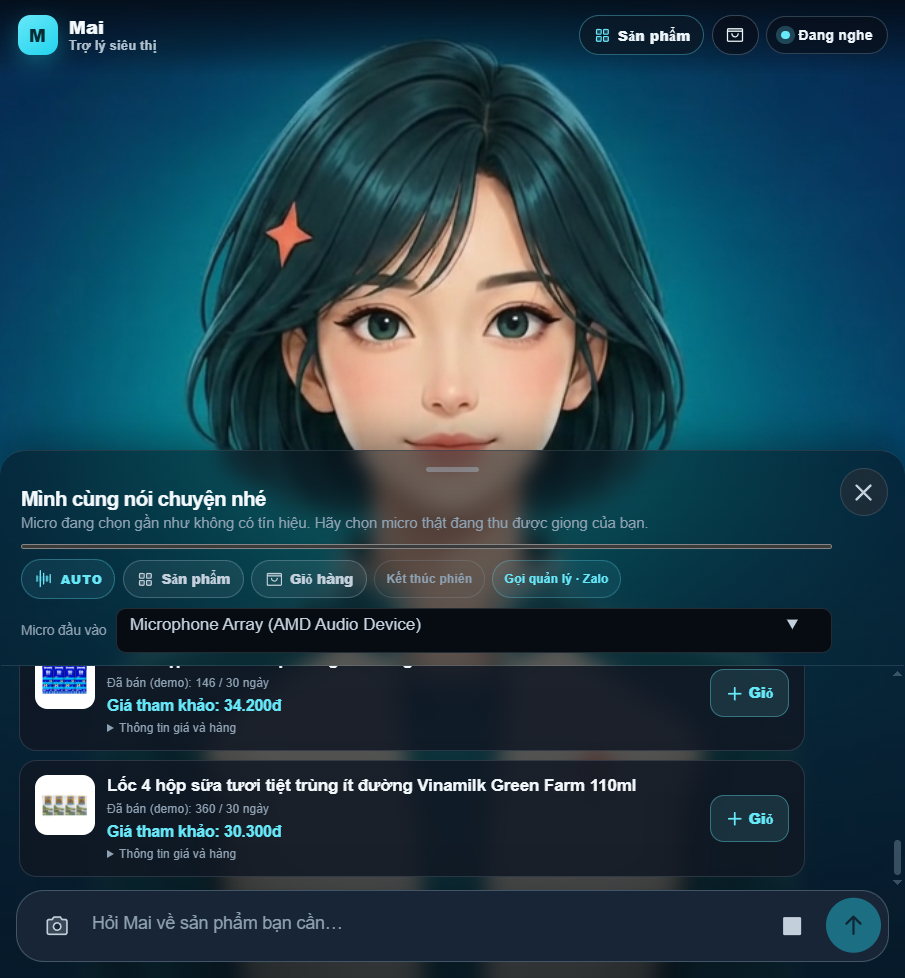 M
Mai
Trợ lý siêu thị
Sản phẩm
Đang nghe
Mình cùng nói chuyện nhé
Micro đang chọn gần như không có tín hiệu. Hãy chọn micro thật đang thu được giọng của bạn.
AUTO
Sản phẩm
Giỏ hàng
Kết thúc phiên
Gọi quản lý · Zalo
Micro đầu vào
Microphone Array (AMD Audio Device)
Đã bán (demo): 146 / 30 ngày
Giá tham khảo: 34.200đ
Thông tin giá và hàng
+ Giỏ
Lốc 4 hộp sữa tươi tiệt trùng ít đường Vinamilk Green Farm 110ml
Đã bán (demo): 360 / 30 ngày
Giá tham khảo: 30.300đ
Thông tin giá và hàng
+ Giỏ
Hỏi Mai về sản phẩm bạn cần…